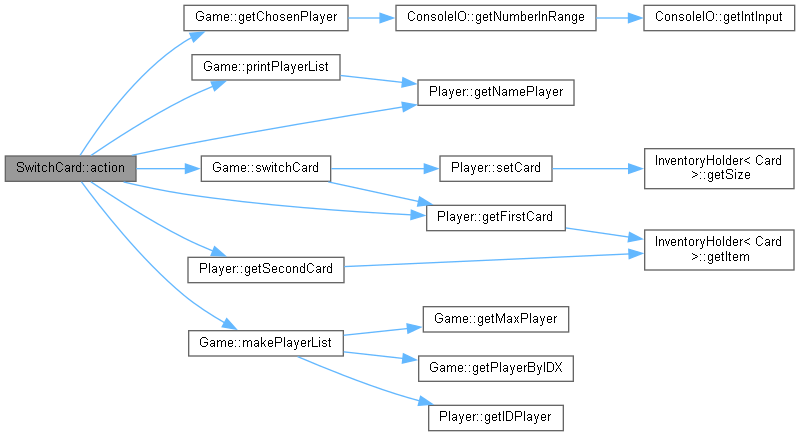 Game::getChosenPlayer
ConsoleIO::getNumberInRange
ConsoleIO::getIntInput
Game::printPlayerList
Player::getNamePlayer
SwitchCard::action
Game::switchCard
Player::setCard
InventoryHolder< Card
>::getSize
Player::getFirstCard
InventoryHolder< Card
>::getItem
Player::getSecondCard
Game::makePlayerList
Game::getMaxPlayer
Game::getPlayerByIDX
Player::getIDPlayer